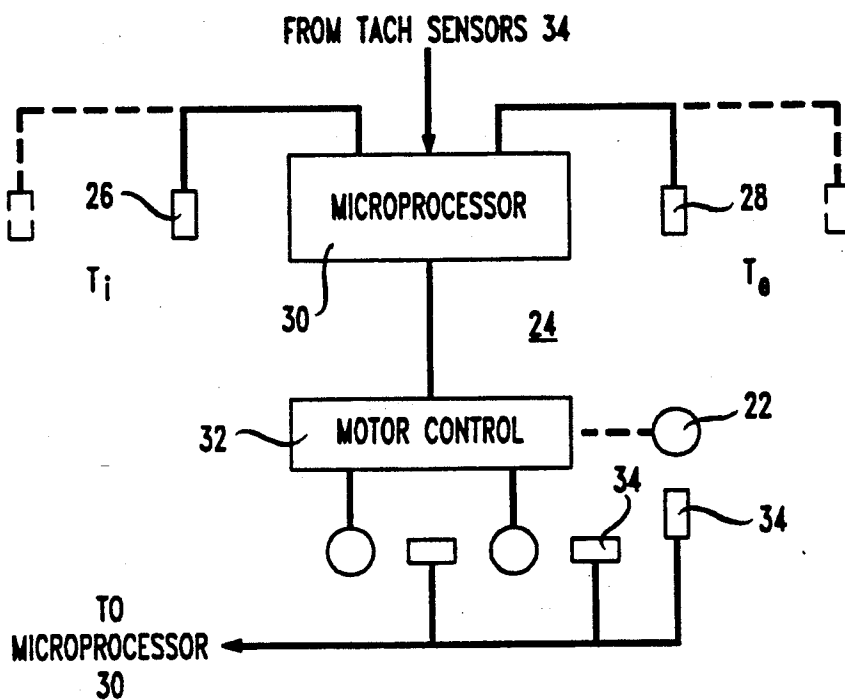 FROM TACH SENSORS 34
26
MICROPROCESSOR
28
Ti
Te
30
24
32
MOTOR CONTROL
22
34
34
TO
MICROPROCESSOR
30